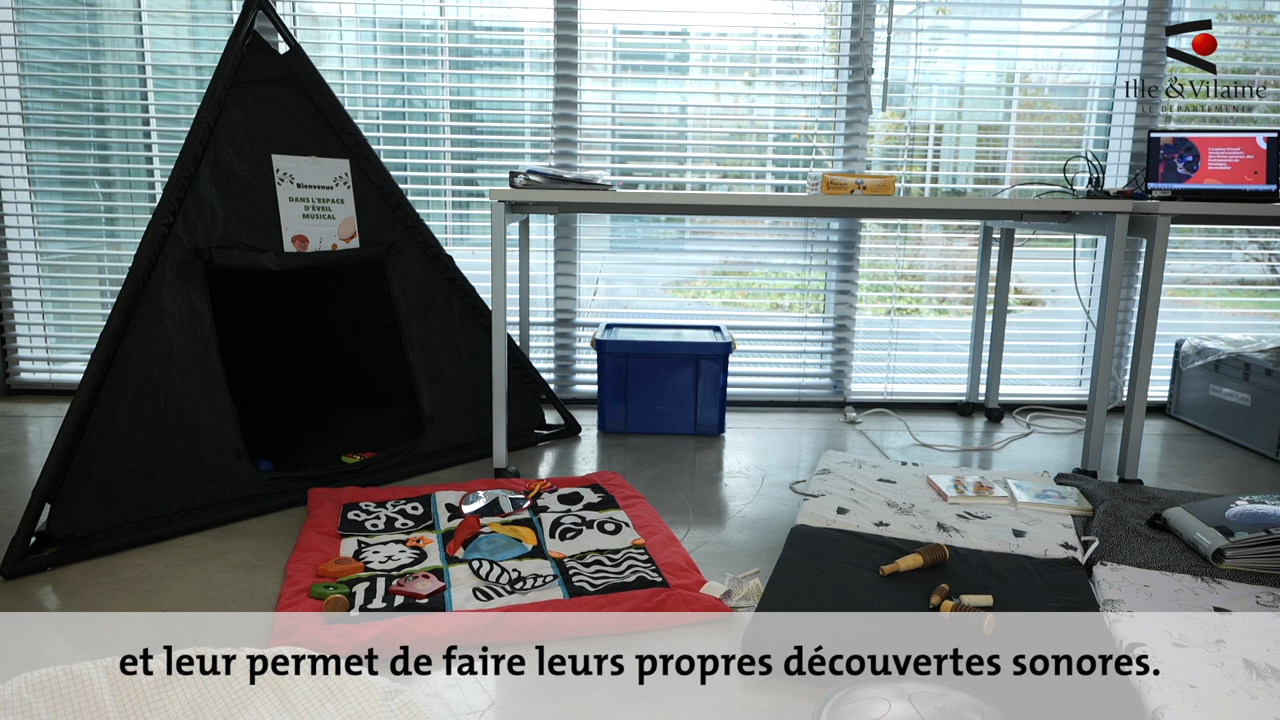 Ille & Vilaine
LE DÉPARTEMENT
Bienvenue
DANS L'ESPACE
D'ÉVEIL
MUSICAL
et leur permet de faire leurs propres découvertes sonores.